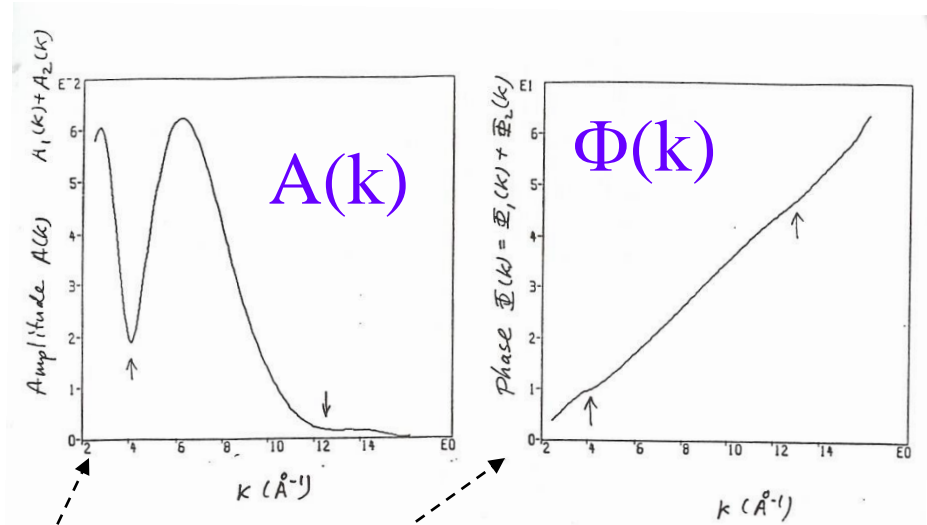 Amplitude A(k) A₁(k)+A₂(k)
E-2
6-
5-
4-
3-
2-
1-
0-
2 4 6 8 10 12 14 E0
K (Å⁻¹)
A(k)
Phase Φ(k) = Φ₁(k) + Φ₂(k)
E1
6-
5-
4-
3-
2-
1-
0-
2 4 6 8 10 12 14 E0
K (Å⁻¹)
Φ(k)